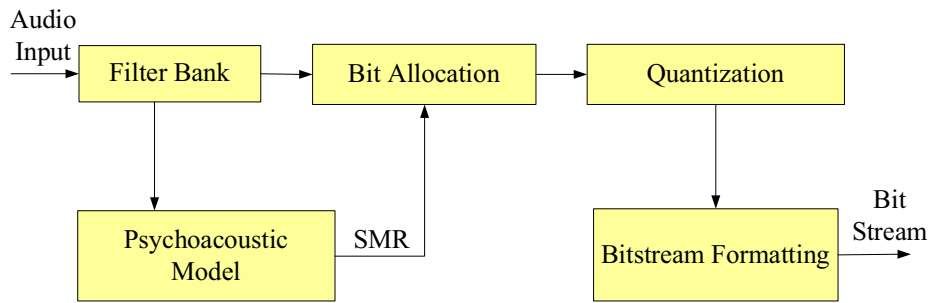 Audio
Input
Filter Bank
Bit Allocation
Quantization
Psychoacoustic
Model
SMR
Bitstream Formatting
Bit
Stream